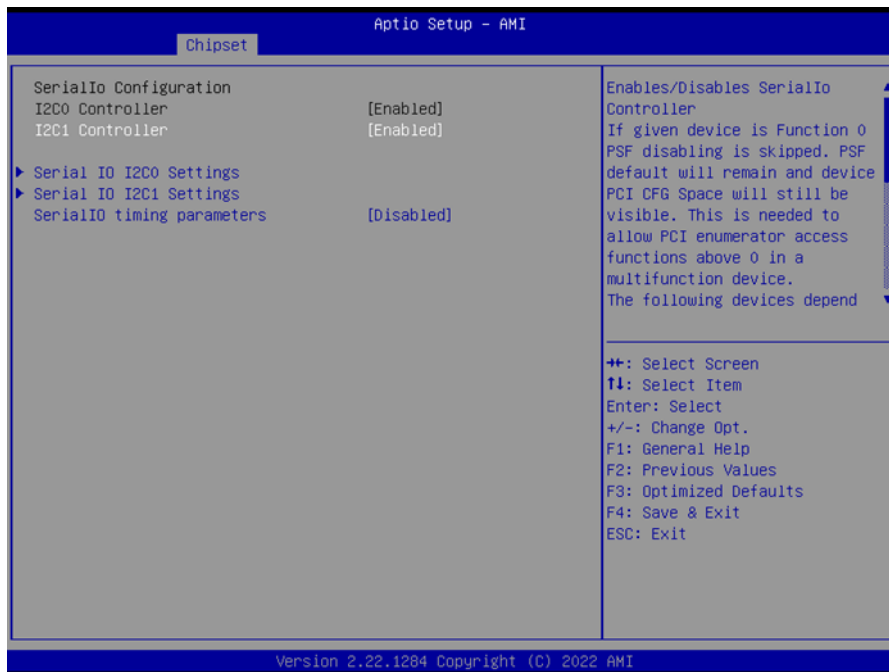 Aptio Setup – AMI
Chipset
SerialIo Configuration
I2C0 Controller [Enabled]
I2C1 Controller [Enabled]
Serial IO I2C0 Settings
Serial IO I2C1 Settings
SerialIO timing parameters [Disabled]
Enables/Disables SerialIo
Controller
If given device is Function 0
PSF disabling is skipped. PSF
default will remain and device
PCI CFG Space will still be
visible. This is needed to
allow PCI enumerator access
functions above 0 in a
multifunction device.
The following devices depend
→←: Select Screen
↑↓: Select Item
Enter: Select
+/-: Change Opt.
F1: General Help
F2: Previous Values
F3: Optimized Defaults
F4: Save & Exit
ESC: Exit
Version 2.22.1284 Copyright (C) 2022 AMI